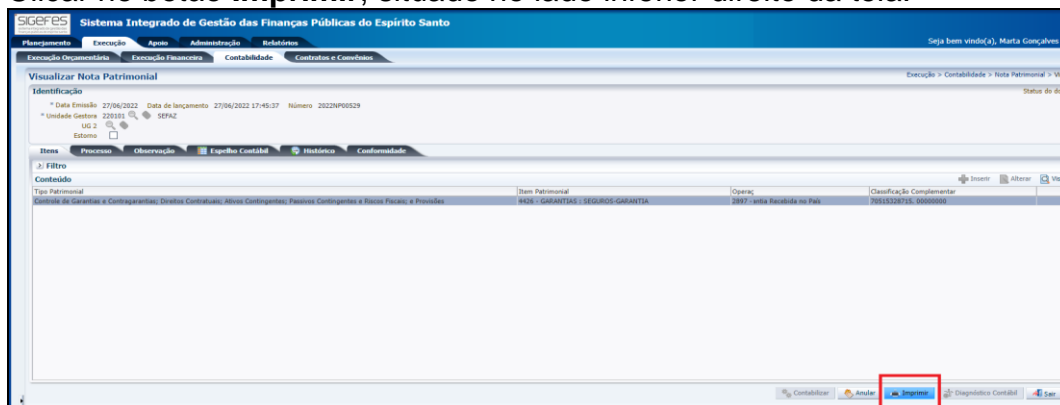 Clicar no botão Imprimir, situado no lado inferior direito da tela:
SIGEFES Sistema Integrado de Gestão das Finanças Públicas do Espírito Santo
Planejamento Execução Apoio Administração Relatórios Seja bem vindo(a), Marta Gonçalves
Execução Orçamentária Execução Financeira Contabilidade Contratos e Convênios
Visualizar Nota Patrimonial Execução > Contabilidade > Nota Patrimonial > Vi
Identificação Status do do
* Data Emissão 27/06/2022 Data de lançamento 27/06/2022 17:45:37 Número 2022NP00529
* Unidade Gestora 220101 SEFAZ
UG 2
Estorno
Itens Processo Observação Espelho Contábil Histórico Conformidade
Filtro
Conteúdo Inserir Alterar Vis
Tipo Patrimonial Item Patrimonial Operaç Classificação Complementar
Controle de Garantias e Contragarantias; Direitos Contratuais; Ativos Contingentes; Passivos Contingentes e Riscos Fiscais; e Provisões 4426 - GARANTIAS : SEGUROS-GARANTIA 2897 - antia Recebida no País 70515328715. 00000000
Contabilizar Anular Imprimir Diagnóstico Contábil Sair